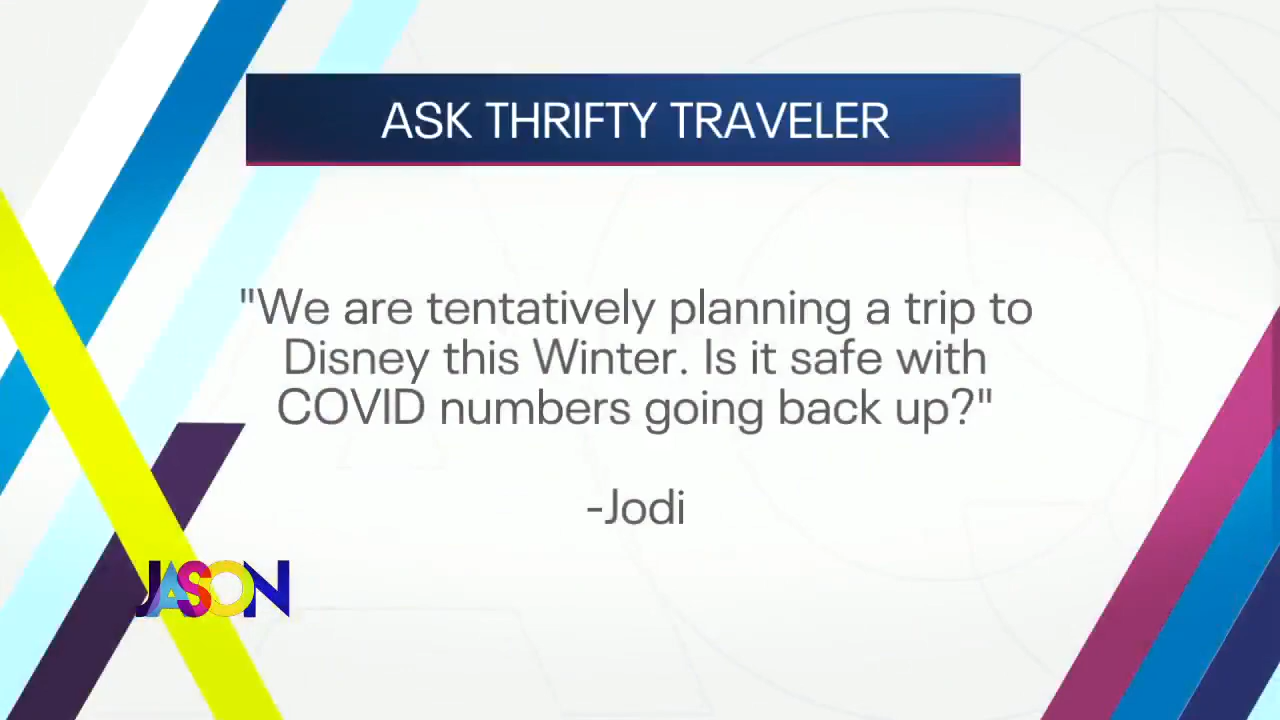 ASK THRIFTY TRAVELER
"We are tentatively planning a trip to
Disney this Winter. Is it safe with
COVID numbers going back up?"
-Jodi
JASON